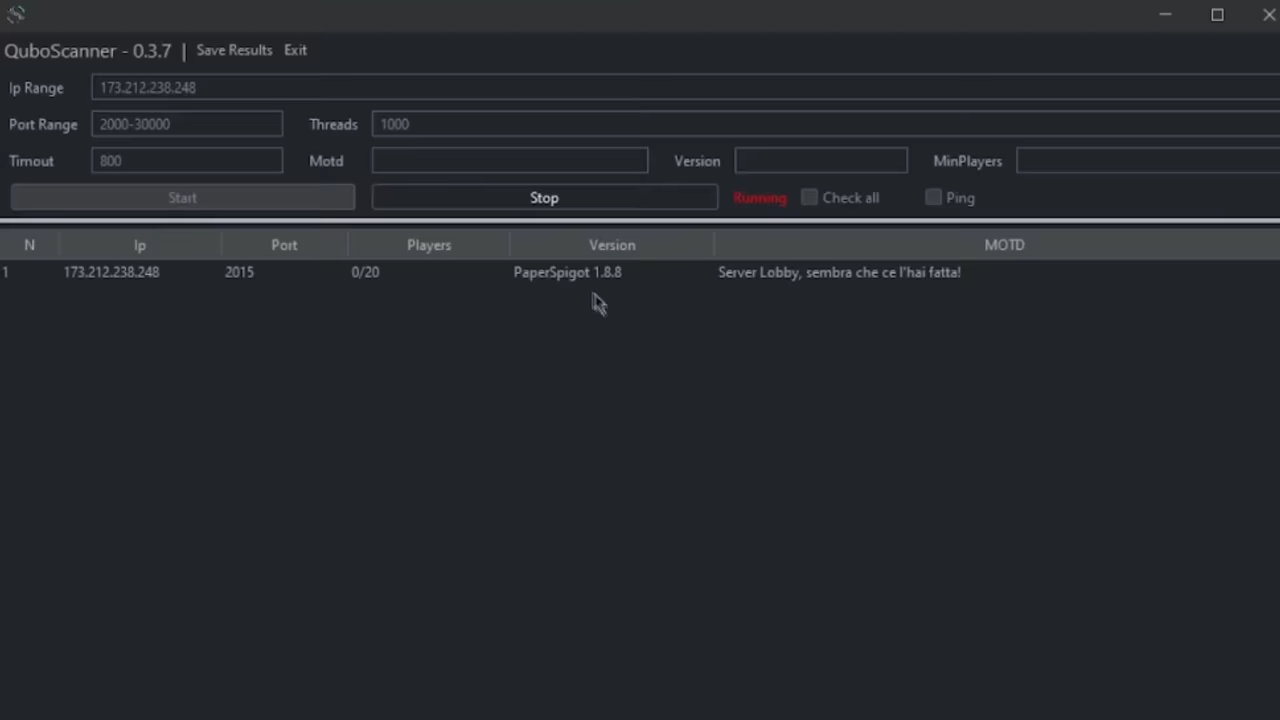 QuboScanner - 0.3.7 | Save Results Exit
Ip Range 173.212.238.248
Port Range 2000-30000 Threads 1000
Timout 800 Motd Version MinPlayers
Start Stop Running Check all Ping
N Ip Port Players Version MOTD
1 173.212.238.248 2015 0/20 PaperSpigot 1.8.8 Server Lobby, sembra che ce l'hai fatta!